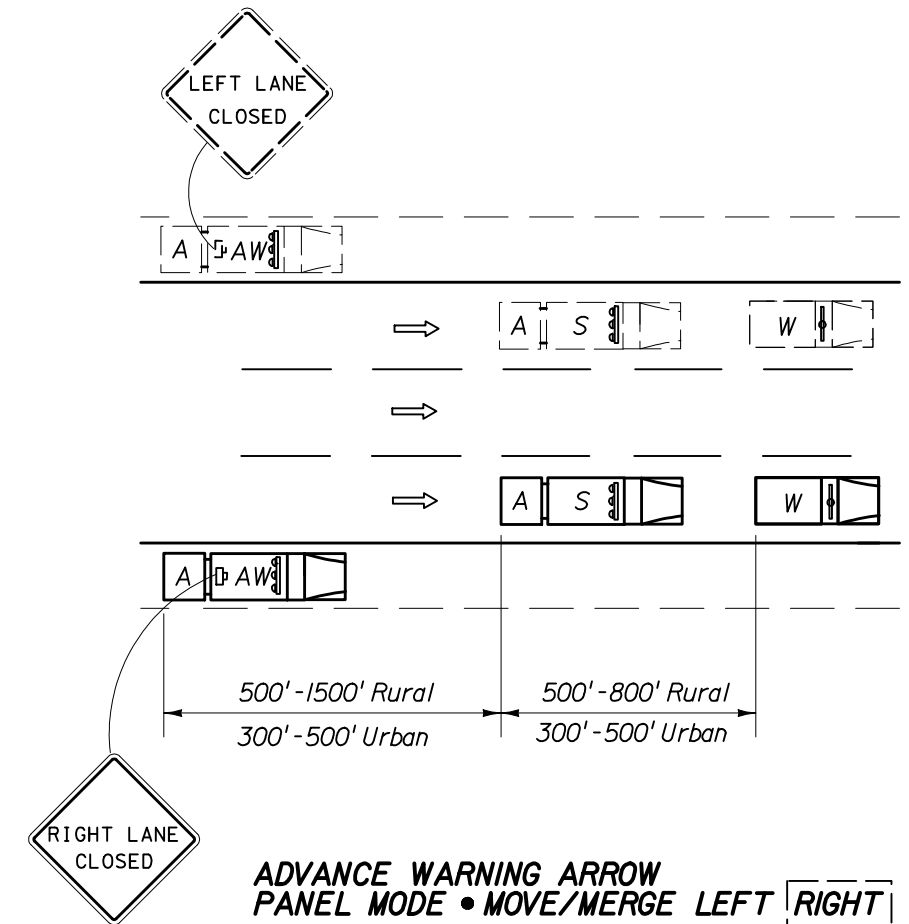 LEFT LANE
CLOSED
A AW
A S W
A S W
A AW
500'-1500' Rural 500'-800' Rural
300'-500' Urban 300'-500' Urban
RIGHT LANE
CLOSED
ADVANCE WARNING ARROW
PANEL MODE • MOVE/MERGE LEFT RIGHT